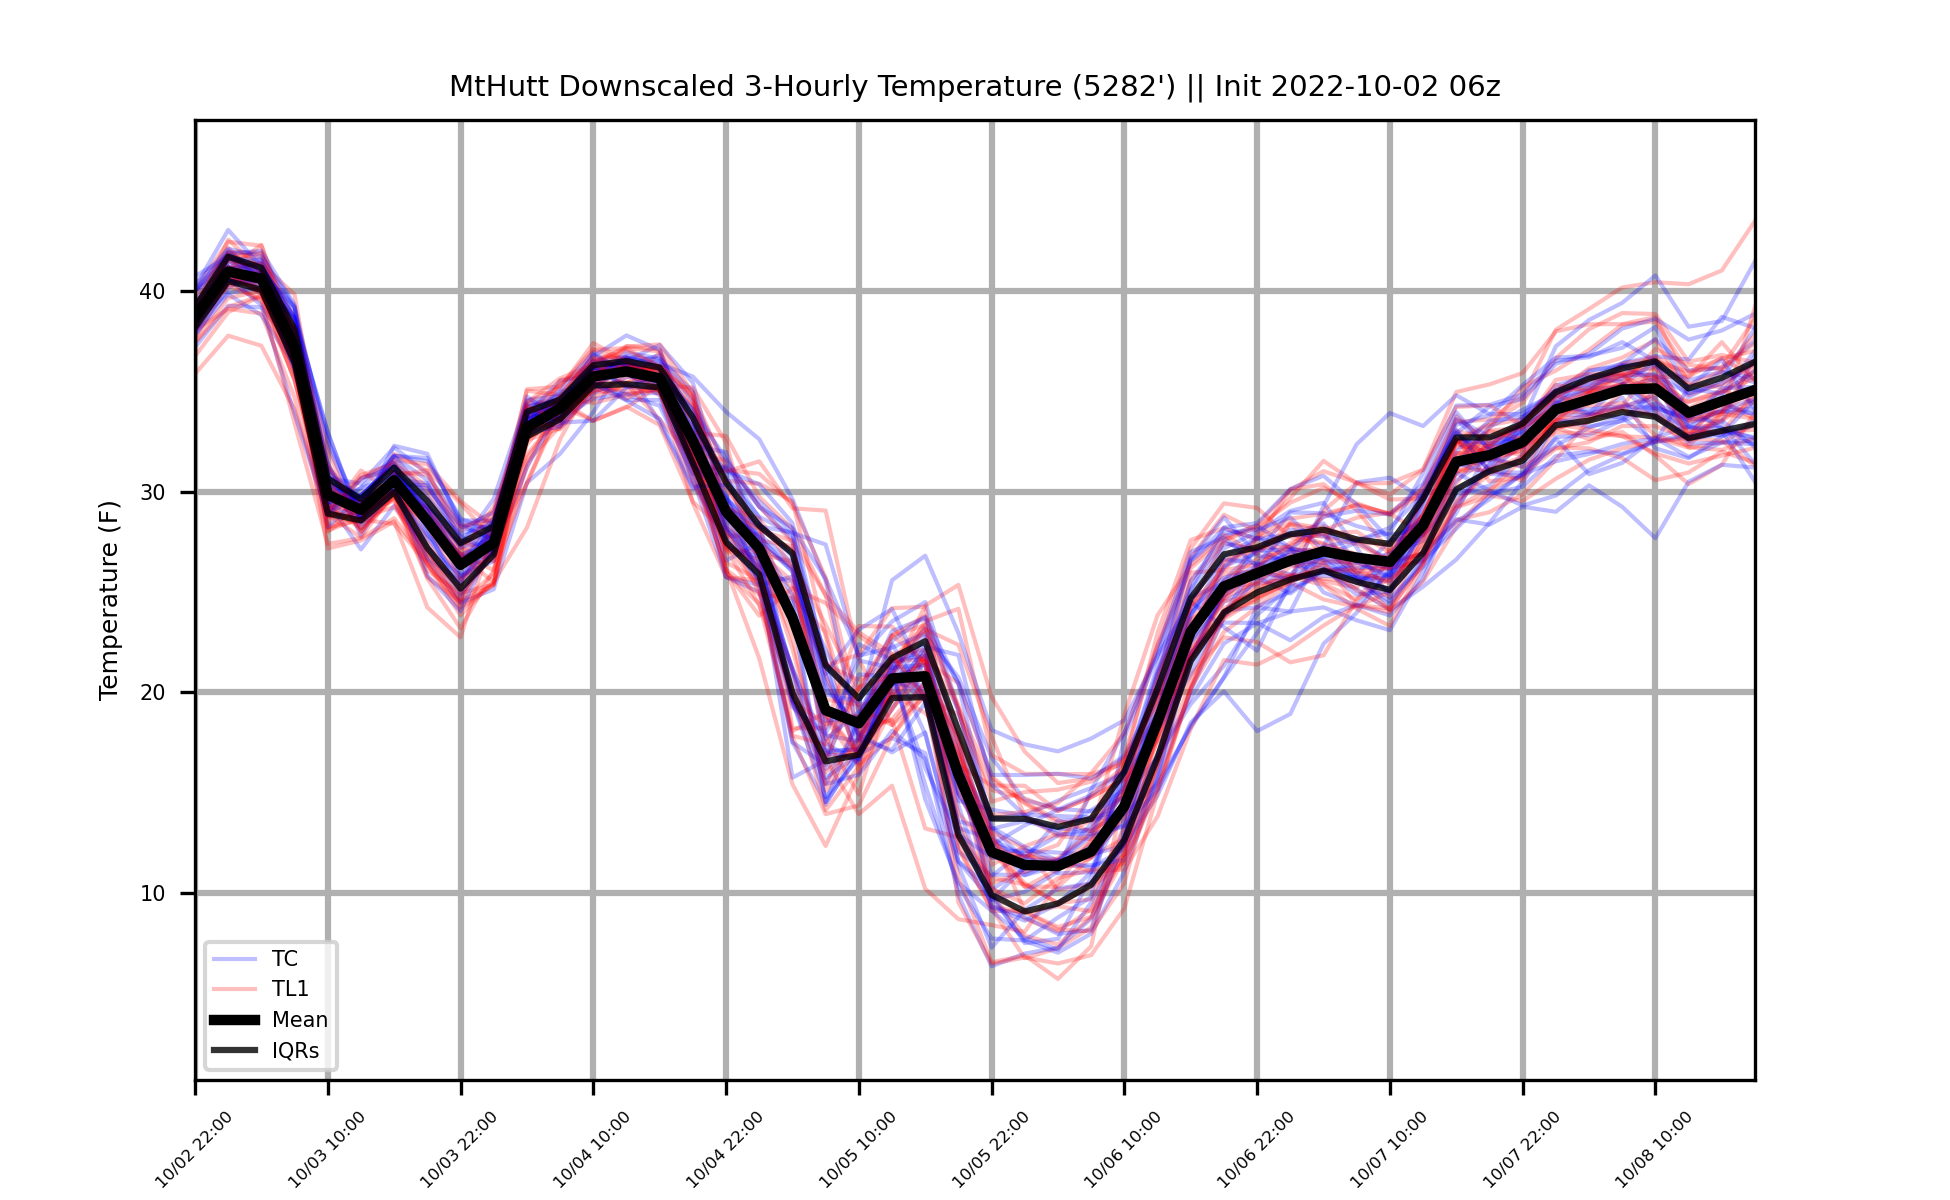 MtHutt Downscaled 3-Hourly Temperature (5282') || Init 2022-10-02 06z
Temperature (F)
40
30
20
10
TC
TL1
Mean
IQRs
10/02 22:00
10/03 10:00
10/03 22:00
10/04 10:00
10/04 22:00
10/05 10:00
10/05 22:00
10/06 10:00
10/06 22:00
10/07 10:00
10/07 22:00
10/08 10:00